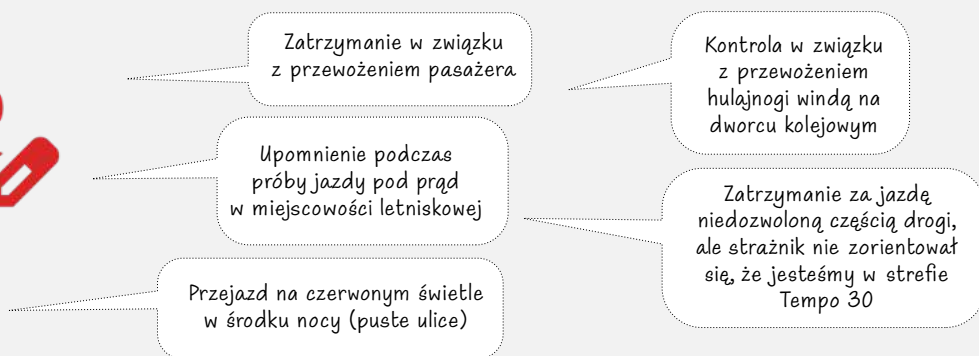 Zatrzymanie w związku
z przewożeniem pasażera
Kontrola w związku
z przewożeniem
hulajnogi windą na
dworcu kolejowym
Upomnienie podczas
próby jazdy pod prąd
w miejscowości letniskowej
Zatrzymanie za jazdę
niedozwoloną częścią drogi,
ale strażnik nie zorientował
się, że jesteśmy w strefie
Tempo 30
Przejazd na czerwonym świetle
w środku nocy (puste ulice)